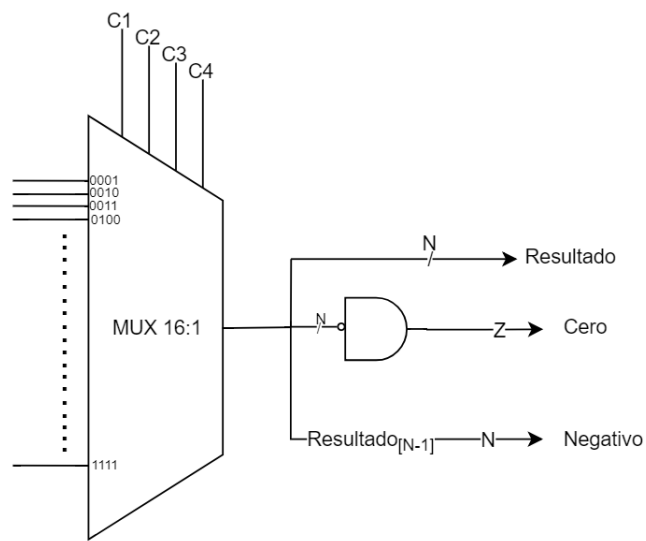 C1
C2
C3
C4
0001
0010
0011
0100
N
Resultado
MUX 16:1
N
Z
Cero
Resultado[N-1]
N
Negativo
1111